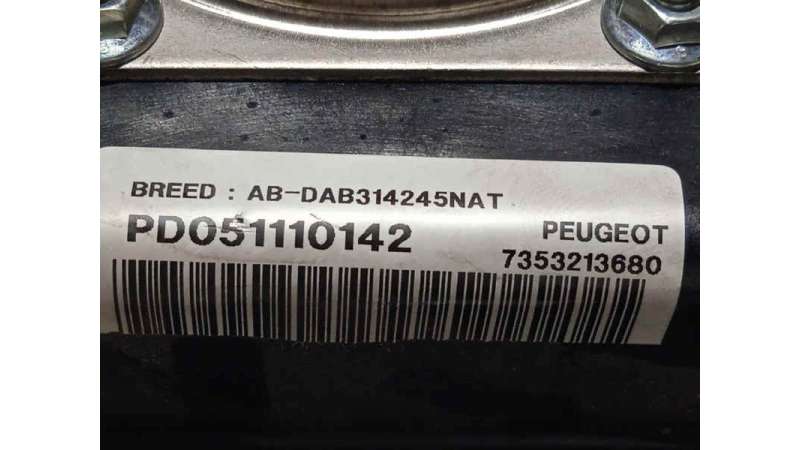 BREED : AB-DAB314245NAT
PD051110142
PEUGEOT
7353213680